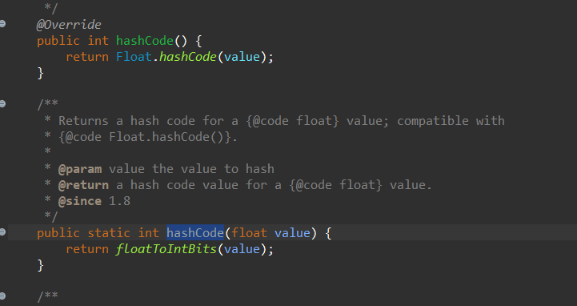 */
@Override
public int hashCode() {
return Float.hashCode(value);
}
/**
* Returns a hash code for a {@code float} value; compatible with
* {@code Float.hashCode()}.
*
* @param value the value to hash
* @return a hash code value for a {@code float} value.
* @since 1.8
*/
public static int hashCode(float value) {
return floatToIntBits(value);
}
/**